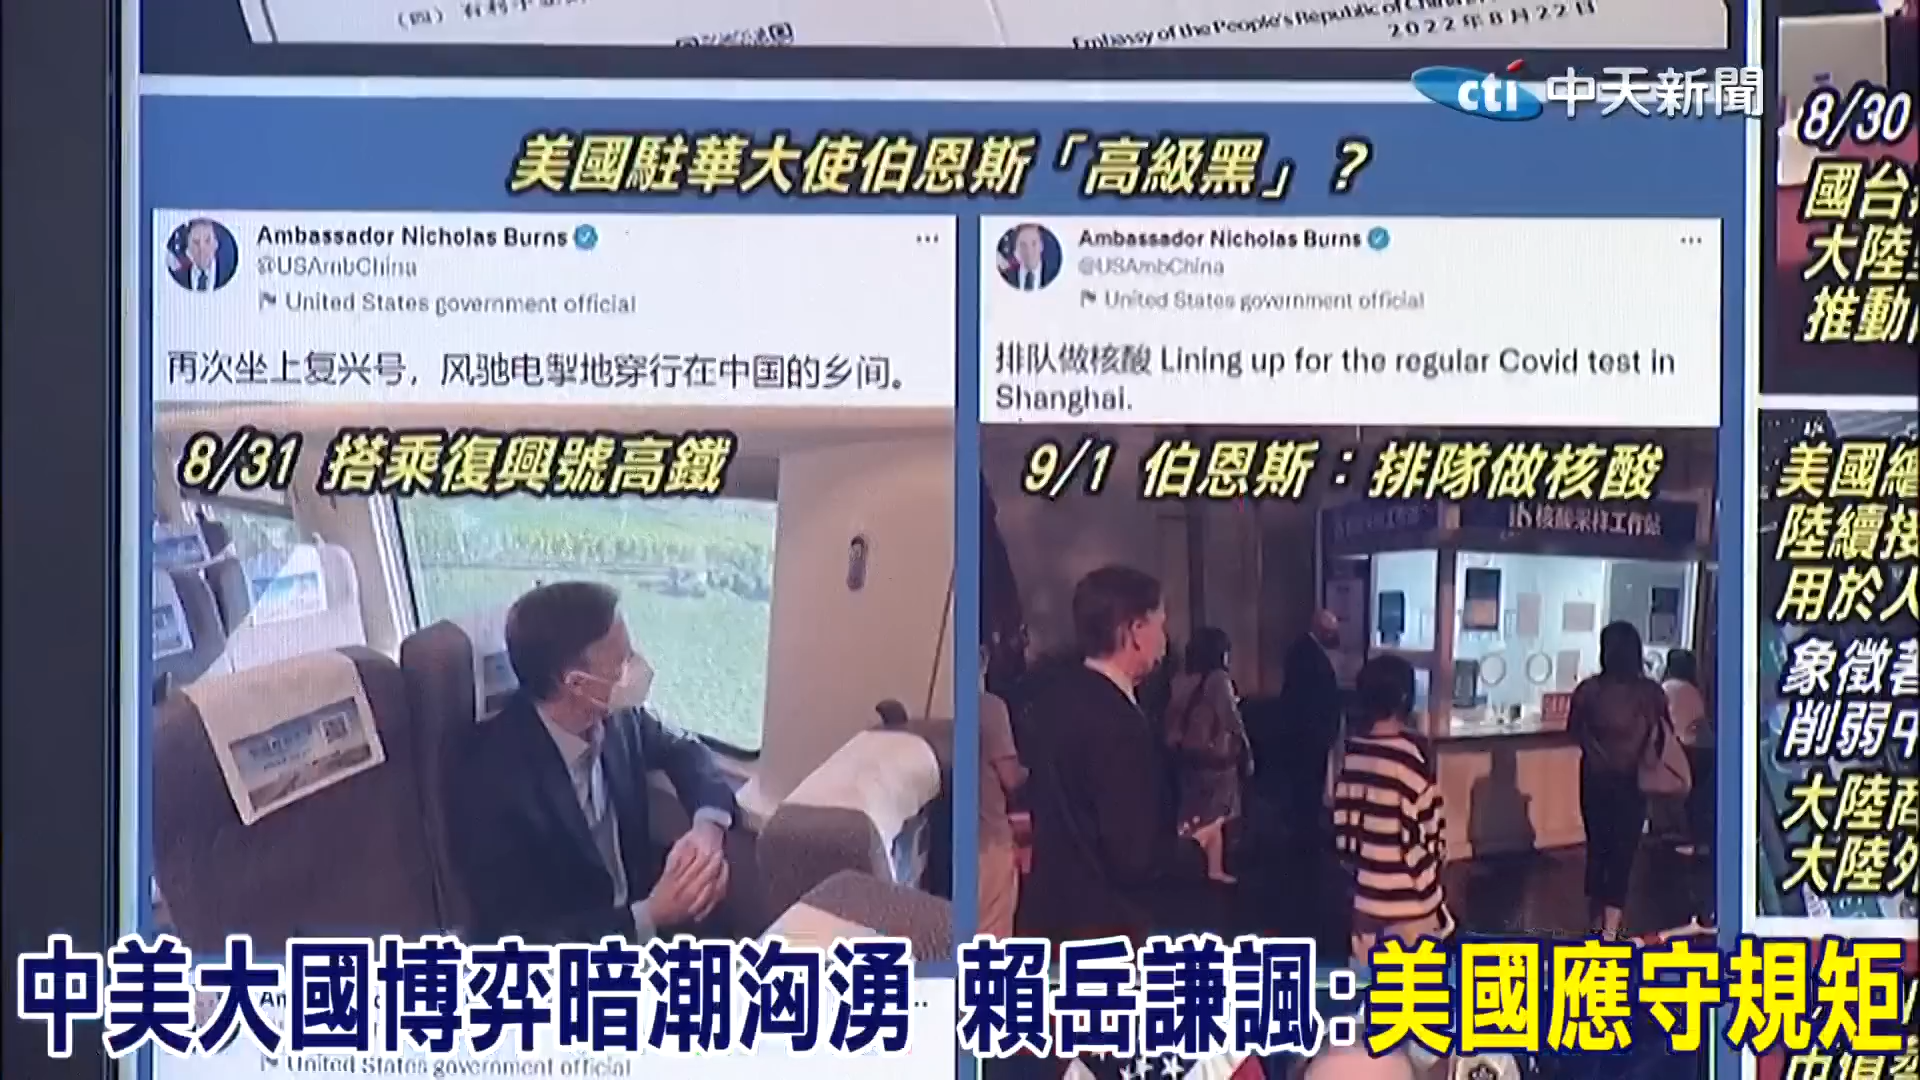 Embassy of the People's Republic of China
2022年8月22日
cti 中天新聞
美國駐華大使伯恩斯「高級黑」？
Ambassador Nicholas Burns
@USAmbChina
United States government official
再次坐上复兴号，风驰电掣地穿行在中国的乡间。
8/31 搭乘復興號高鐵
Ambassador Nicholas Burns
@USAmbChina
United States government official
排队做核酸 Lining up for the regular Covid test in
Shanghai.
9/1 伯恩斯：排隊做核酸
核酸采样工作站
8/30
國台
大陸
推動
美國
陸續接
用於人
象徵著
削弱中
大陸商
大陸外
中美大國博弈暗潮洶湧 賴岳謙諷:美國應守規矩
United States government official